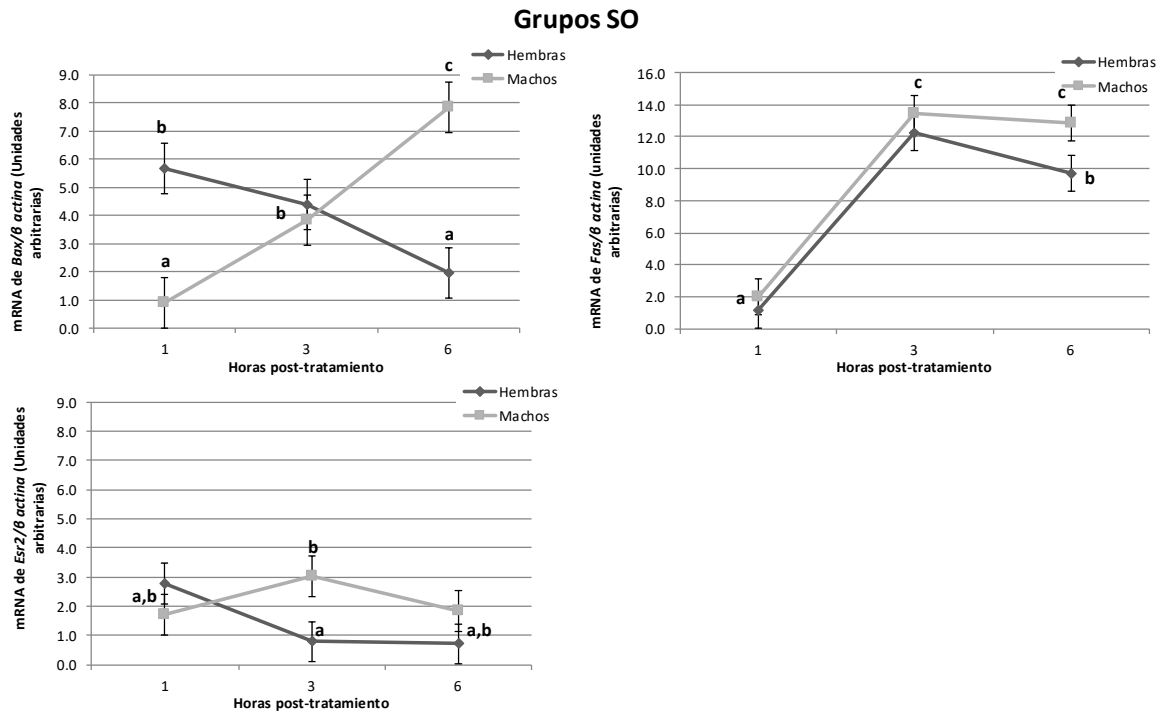 Grupos SO
Hembras
Machos
mRNA de Bax/β actina (Unidades
arbitrarias)
9.0
8.0
7.0
6.0
5.0
4.0
3.0
2.0
1.0
0.0
b
a
b
c
a
1
3
6
Horas post-tratamiento
Hembras
Machos
mRNA de Fas/β actina (unidades
arbitrarias)
16.0
14.0
12.0
10.0
8.0
6.0
4.0
2.0
0.0
a
c
c
b
1
3
6
Horas post-tratamiento
Hembras
Machos
mRNA de Esr2/β actina (Unidades
arbitrarias)
9.0
8.0
7.0
6.0
5.0
4.0
3.0
2.0
1.0
0.0
a,b
b
a
a,b
1
3
6
Horas post-tratamiento